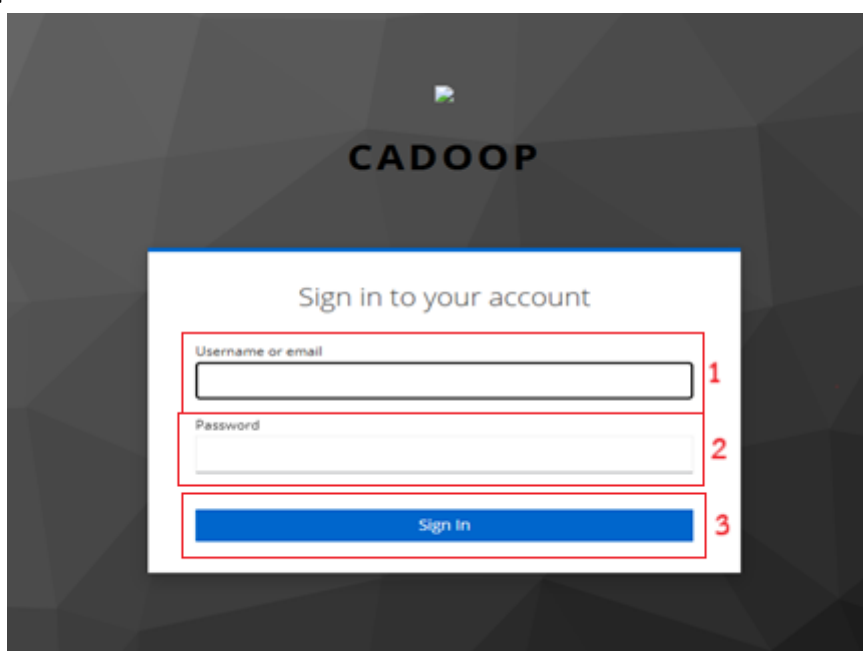 CADOOP
Sign in to your account
Username or email
1
Password
2
Sign In
3